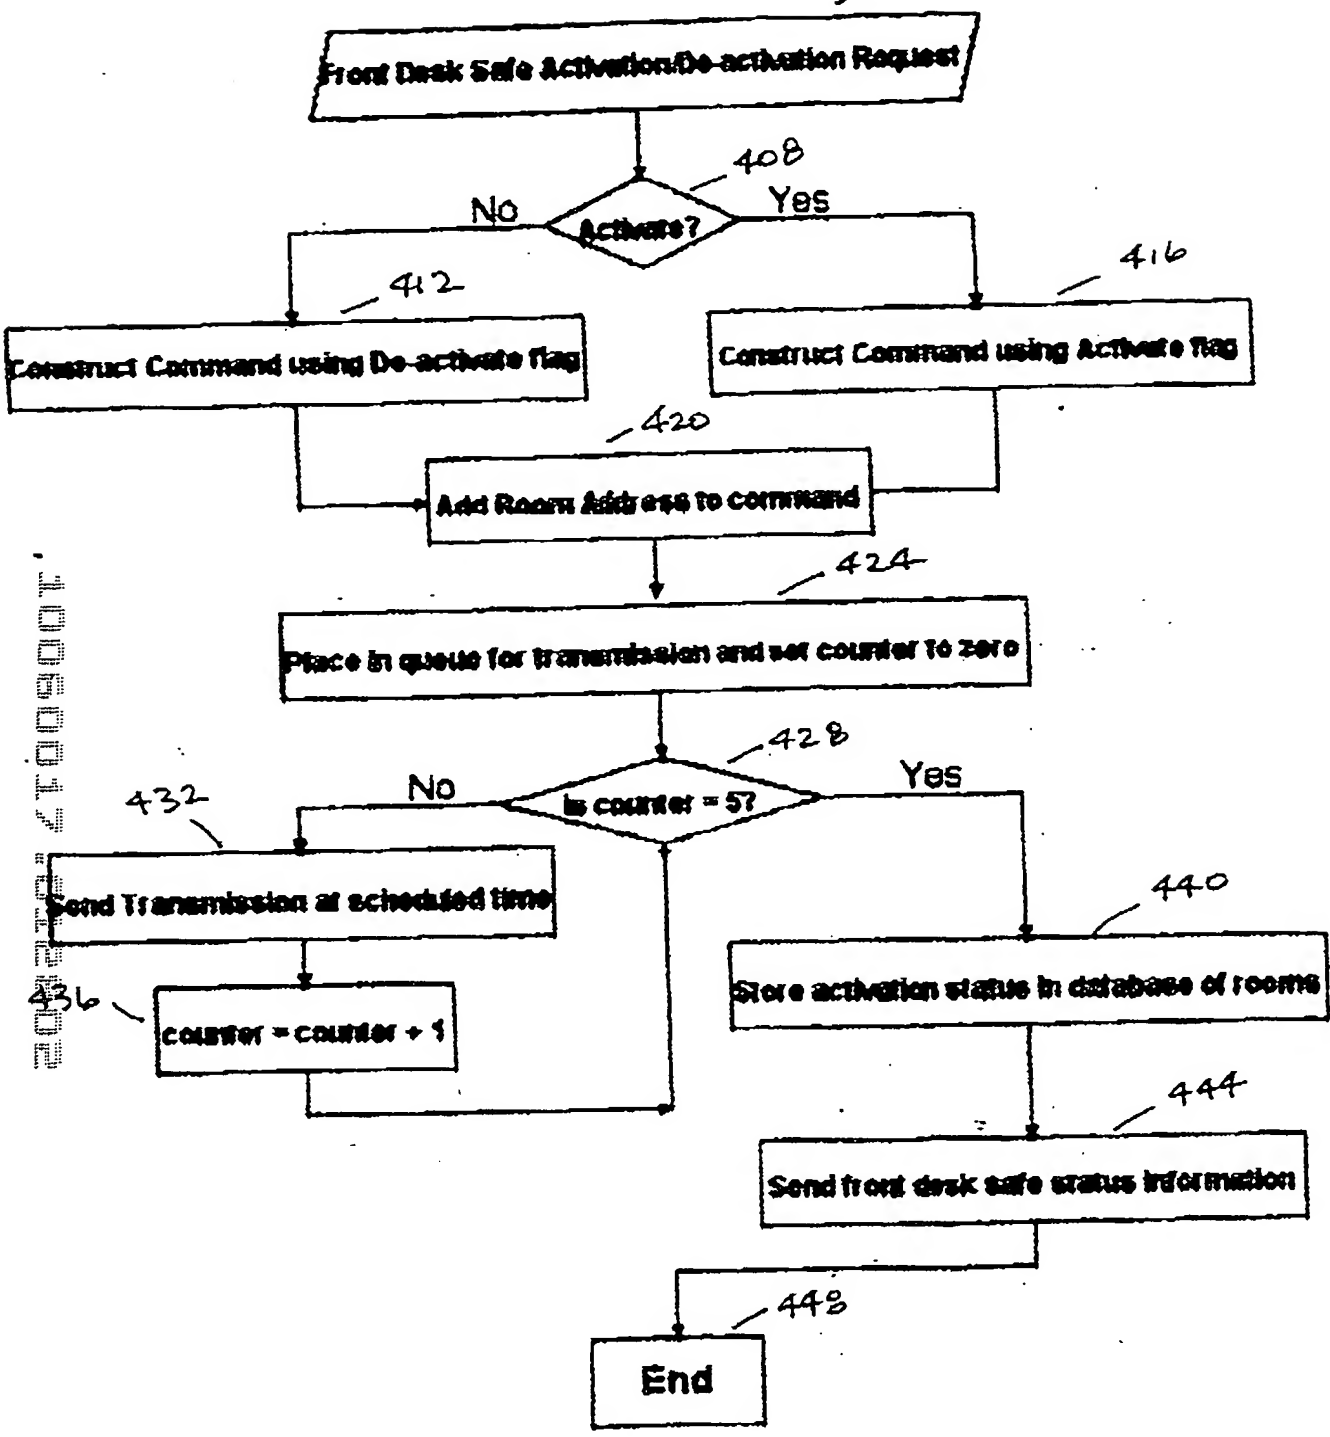 Front Desk Safe Activation/De-activation Request
408
No
Yes
Activate?
412
416
Construct Command using De-activate flag
Construct Command using Activate flag
420
Add Room Address to command
424
Place in queue for transmission and set counter to zero
428
No
Yes
432
Is counter = 5?
Send Transmission at scheduled time
440
436
Store activation status in database of rooms
counter = counter + 1
444
Send front desk safe status information
448
End